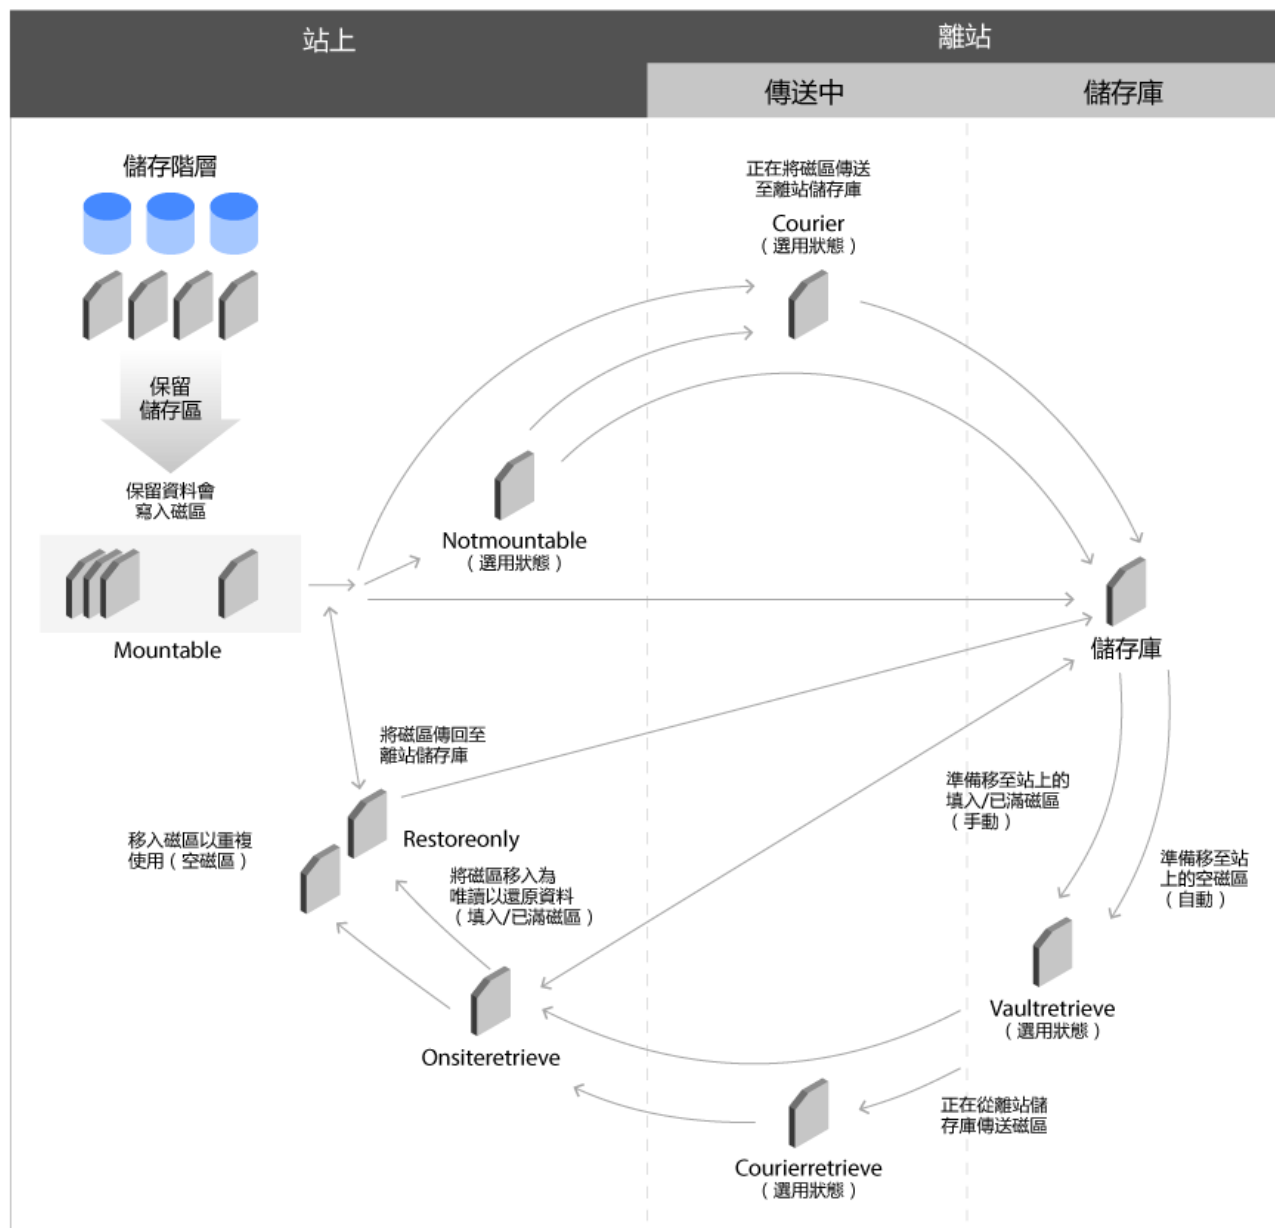 站上
離站
傳送中
儲存庫
儲存階層
保留
儲存區
保留資料會
寫入磁區
Mountable
正在將磁區傳送
至離站儲存庫
Courier
（選用狀態）
Notmountable
（選用狀態）
儲存庫
將磁區傳回至
離站儲存庫
移入磁區以重複
使用（空磁區）
Restoreonly
將磁區移入為
唯讀以還原資料
（填入/已滿磁區）
準備移至站上的
填入/已滿磁區
（手動）
準備移至站
上的空磁區
（自動）
Vaultretrieve
（選用狀態）
Onsiteretrieve
正在從離站儲
存庫傳送磁區
Courierretrieve
（選用狀態）